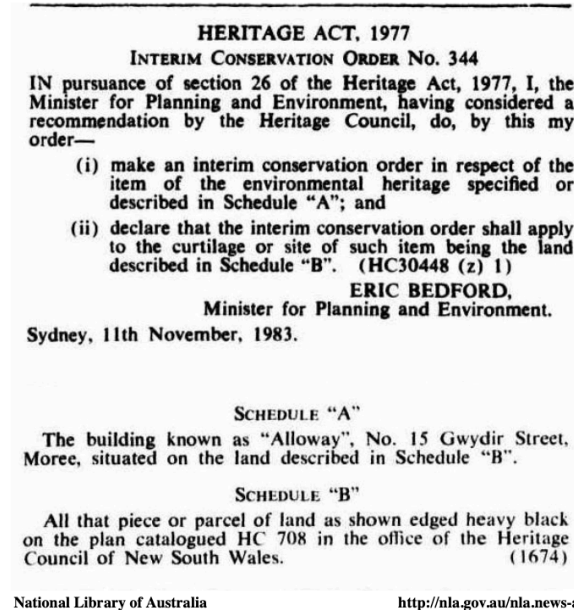 HERITAGE ACT, 1977
INTERIM CONSERVATION ORDER NO. 344
IN pursuance of section 26 of the Heritage Act, 1977, I, the
Minister for Planning and Environment, having considered a
recommendation by the Heritage Council, do, by this my
order—
(i) make an interim conservation order in respect of the
item of the environmental heritage specified or
described in Schedule "A"; and
(ii) declare that the interim conservation order shall apply
to the curtilage or site of such item being the land
described in Schedule "B". (HC30448 (z) 1)
ERIC BEDFORD,
Minister for Planning and Environment.
Sydney, 11th November, 1983.
SCHEDULE "A"
The building known as "Alloway", No. 15 Gwydir Street,
Moree, situated on the land described in Schedule "B".
SCHEDULE "B"
All that piece or parcel of land as shown edged heavy black
on the plan catalogued HC 708 in the office of the Heritage
Council of New South Wales. (1674)
National Library of Australia http://nla.gov.au/nla.news-